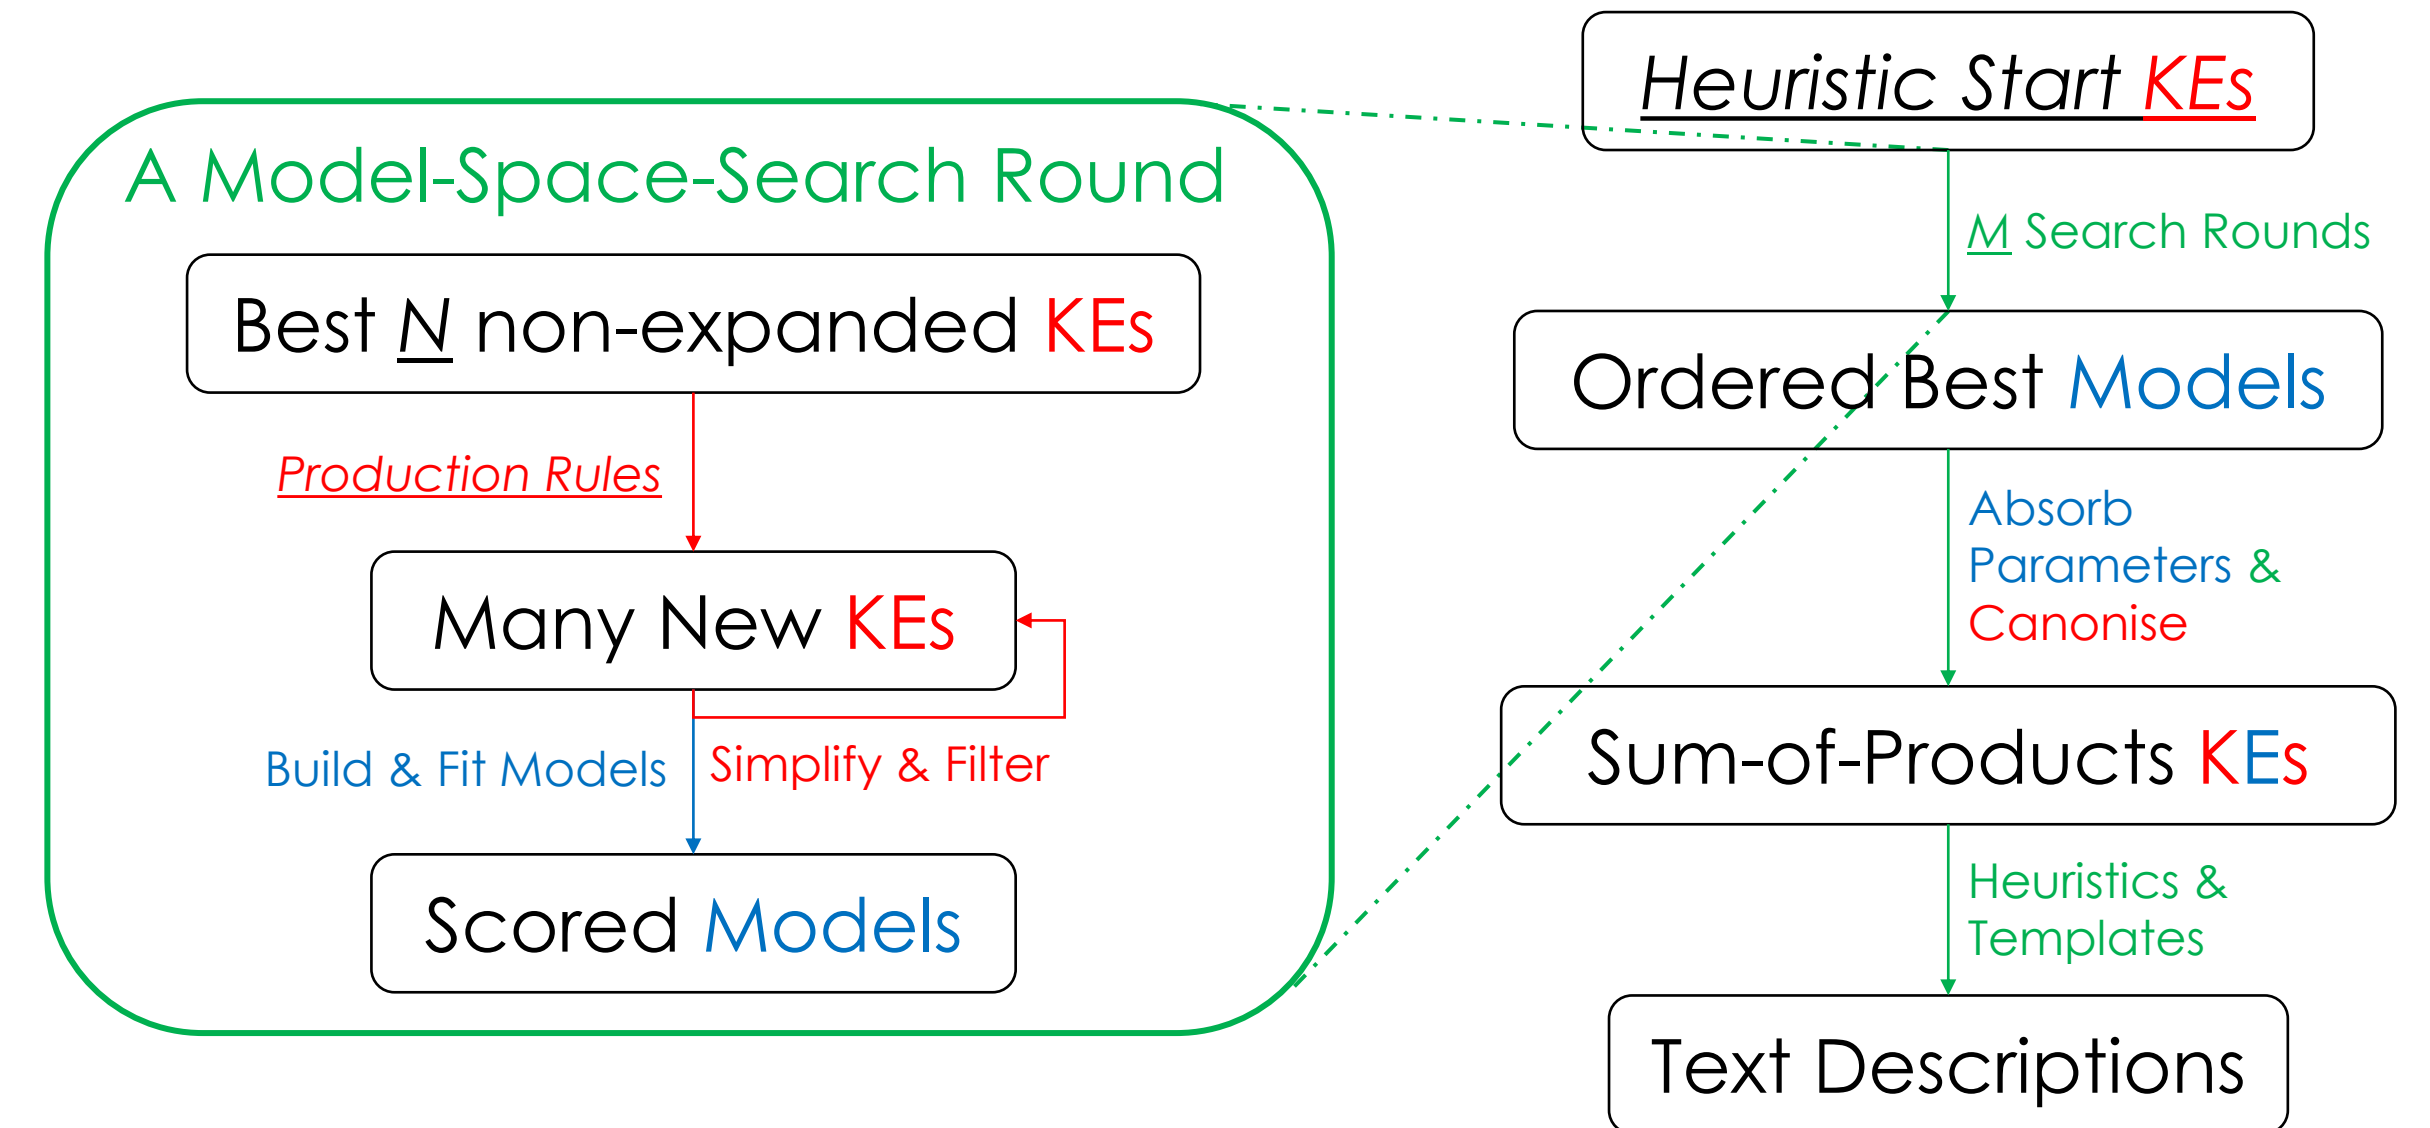 A Model-Space-Search Round
Best N non-expanded KEs
Production Rules
Many New KEs
Build & Fit Models
Simplify & Filter
Scored Models
Heuristic Start KEs
M Search Rounds
Ordered Best Models
Absorb
Parameters &
Canonise
Sum-of-Products KEs
Heuristics &
Templates
Text Descriptions